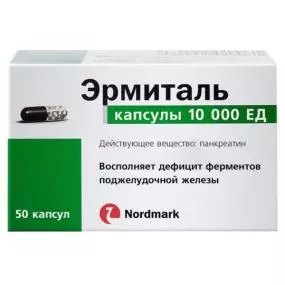 Эрмиталь
капсулы 10 000 ЕД
Действующее вещество: панкреатин
Восполняет дефицит ферментов
поджелудочной железы
50 капсул
Nordmark